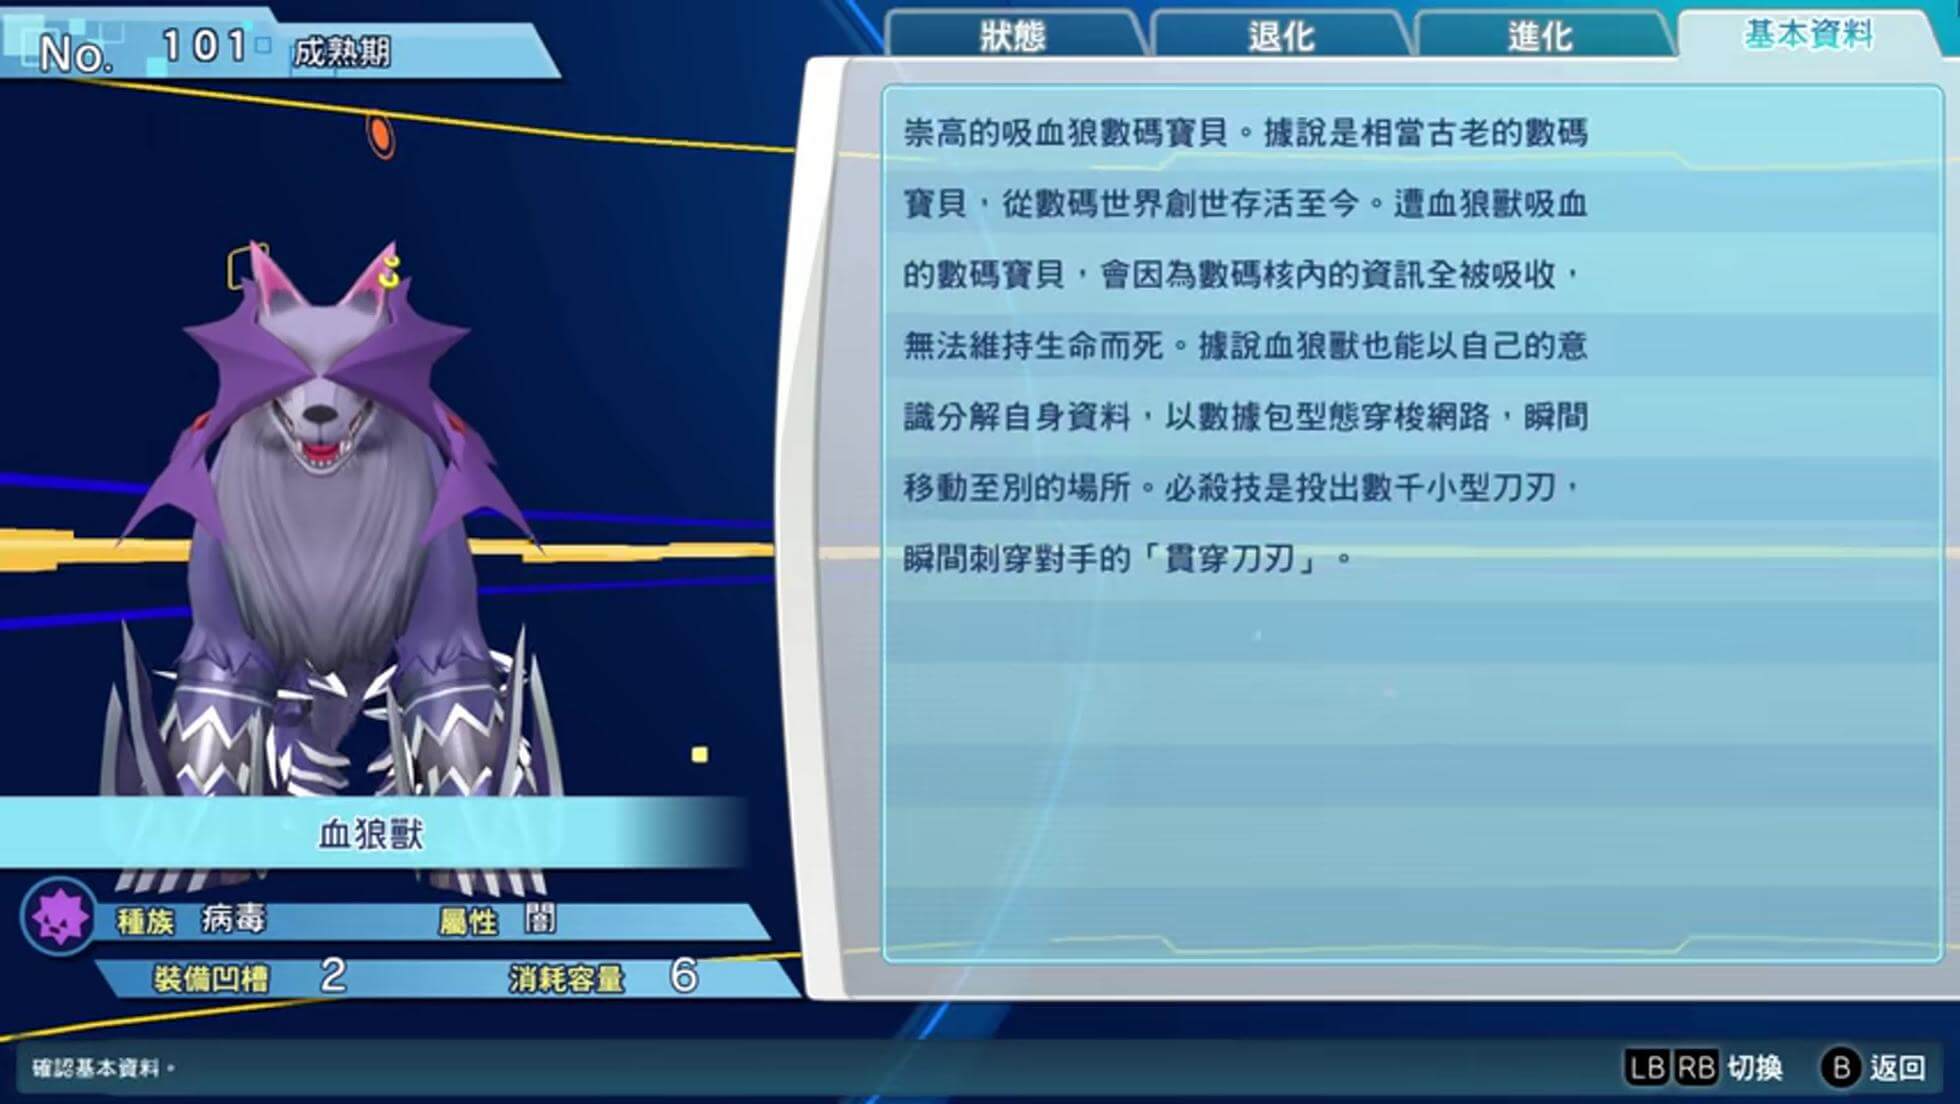 No. 101 成熟期
狀態
退化
進化
基本資料
崇高的吸血狼數碼寶貝。據說是相當古老的數碼
寶貝，從數碼世界創世存活至今。遭血狼獸吸血
的數碼寶貝，會因為數碼核內的資訊全被吸收，
無法維持生命而死。據說血狼獸也能以自己的意
識分解自身資料，以數據包型態穿梭網路，瞬間
移動至別的場所。必殺技是投出數千小型刀刃，
瞬間刺穿對手的「貫穿刀刃」。
血狼獸
種族 病毒 屬性 闇
裝備凹槽 2 消耗容量 6
確認基本資料。
LB RB 切換 B 返回